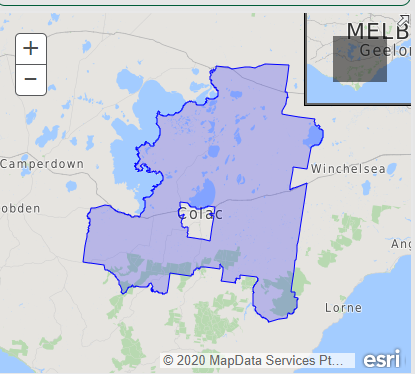 +
MELB
Geelon
−
Camperdown
Winchelsea
obden
Colac
Ang
Lorne
© 2020 MapData Services Pt...
esri